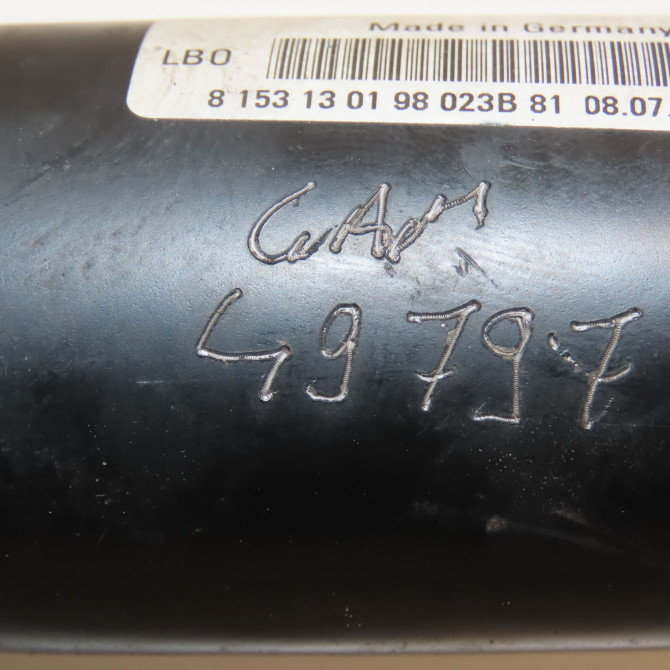 Made in Germany
LBO
8 153 13 01 98 023B 81 08.07.
49797